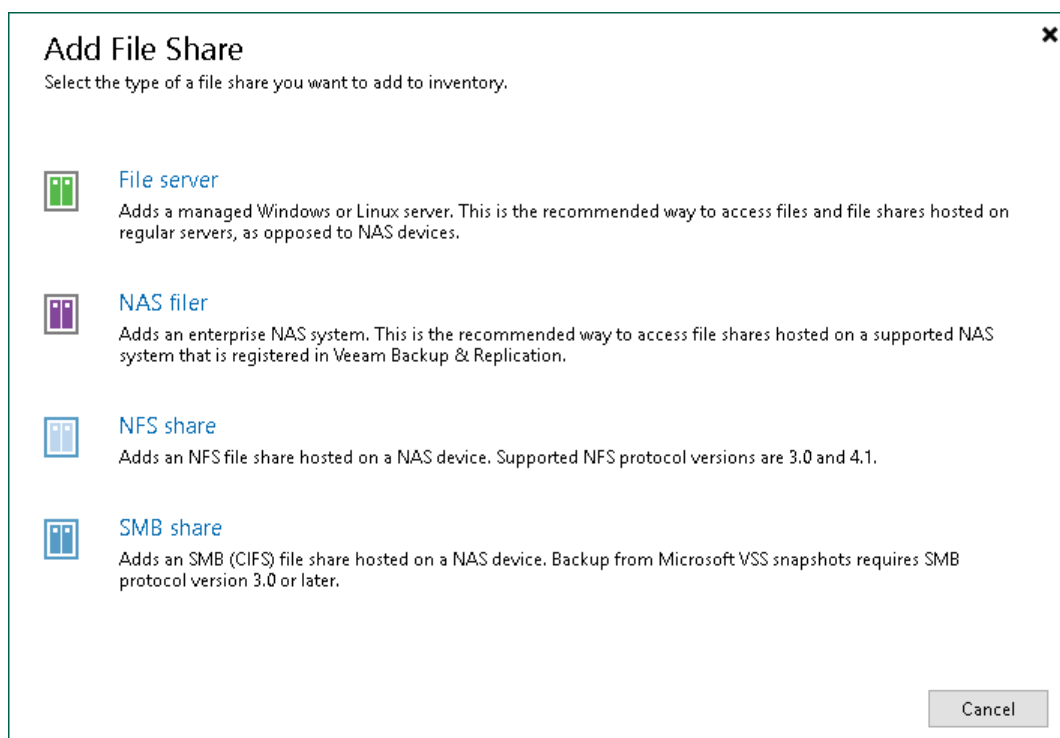 Add File Share
Select the type of a file share you want to add to inventory.
File server
Adds a managed Windows or Linux server. This is the recommended way to access files and file shares hosted on
regular servers, as opposed to NAS devices.
NAS filer
Adds an enterprise NAS system. This is the recommended way to access file shares hosted on a supported NAS
system that is registered in Veeam Backup & Replication.
NFS share
Adds an NFS file share hosted on a NAS device. Supported NFS protocol versions are 3.0 and 4.1.
SMB share
Adds an SMB (CIFS) file share hosted on a NAS device. Backup from Microsoft VSS snapshots requires SMB
protocol version 3.0 or later.
Cancel